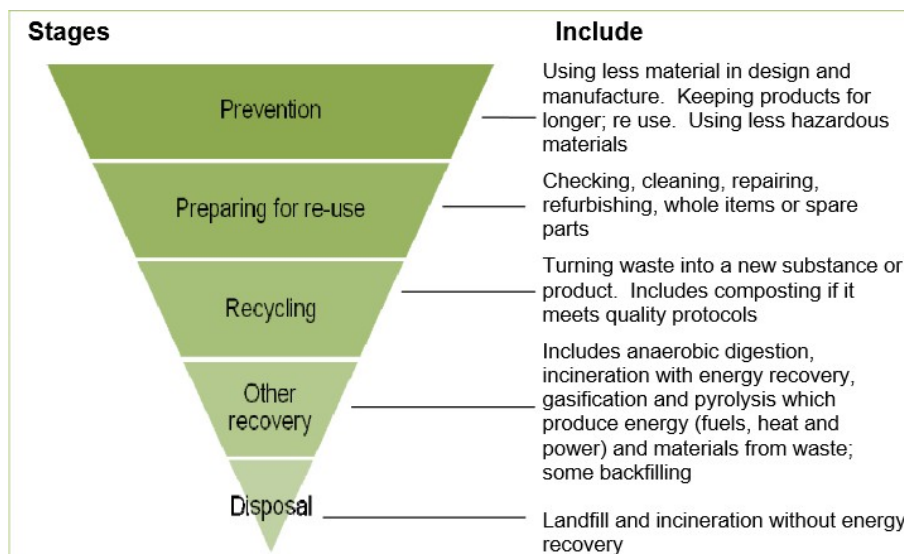 Stages
Include
Prevention
Using less material in design and
manufacture. Keeping products for
longer; re use. Using less hazardous
materials
Preparing for re-use
Checking, cleaning, repairing,
refurbishing, whole items or spare
parts
Recycling
Turning waste into a new substance or
product. Includes composting if it
meets quality protocols
Other
recovery
Includes anaerobic digestion,
incineration with energy recovery,
gasification and pyrolysis which
produce energy (fuels, heat and
power) and materials from waste;
some backfilling
Disposal
Landfill and incineration without energy
recovery